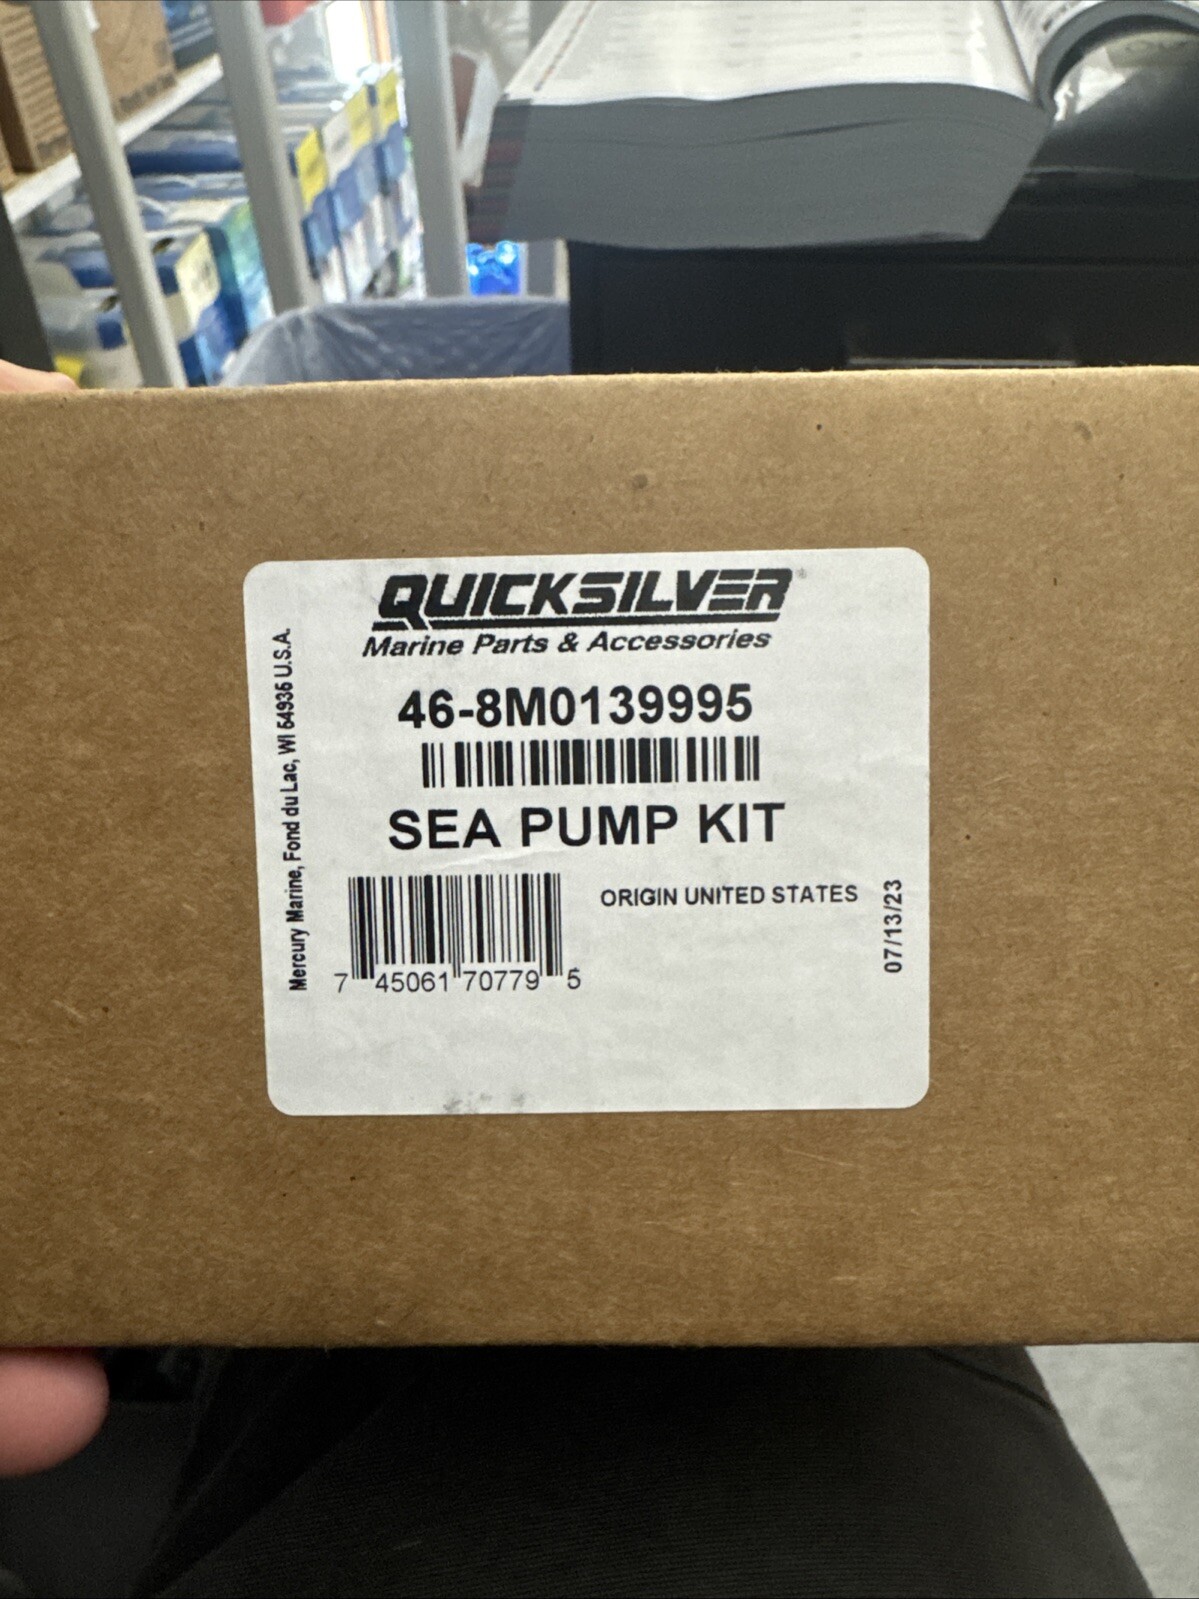 QUICKSILVER®
Marine Parts & Accessories
46-8M0139995
SEA PUMP KIT
ORIGIN UNITED STATES
7 45061 70779 5
07/13/23
Mercury Marine, Fond du Lac, WI 54935 U.S.A.